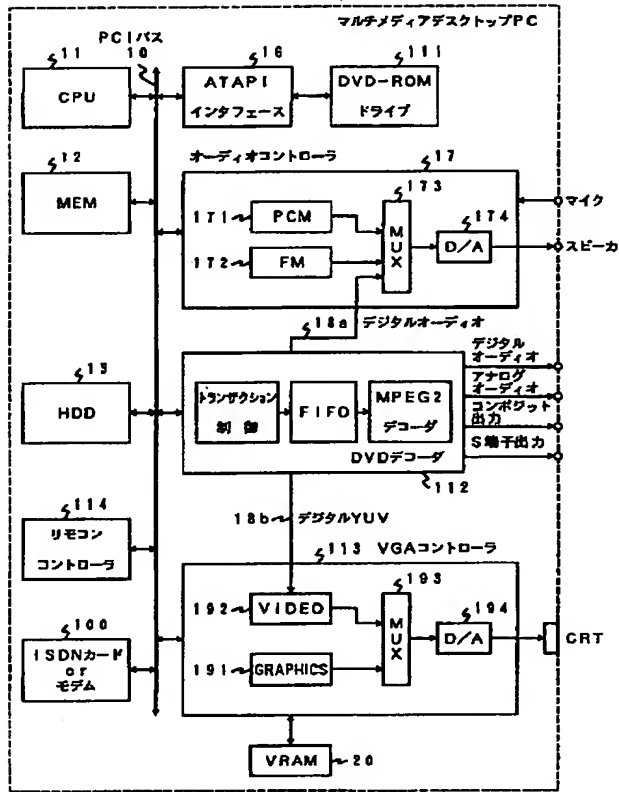 マルチメディアデスクトップPC
PCIバス
10
11
CPU
16
ATAPI
インタフェース
111
DVD-ROM
ドライブ
12
MEM
オーディオコントローラ
17
171
PCM
172
FM
173
MUX
174
D/A
マイク
スピーカ
18a
デジタルオーディオ
13
HDD
トランザクション
制御
FIFO
MPEG2
デコーダ
DVDデコーダ
112
デジタル
オーディオ
アナログ
オーディオ
コンポジット
出力
S端子出力
18b
デジタルYUV
114
リモコン
コントローラ
113
VGAコントローラ
192
VIDEO
191
GRAPHICS
193
MUX
194
D/A
CRT
100
ISDNカード
or
モデム
VRAM
20